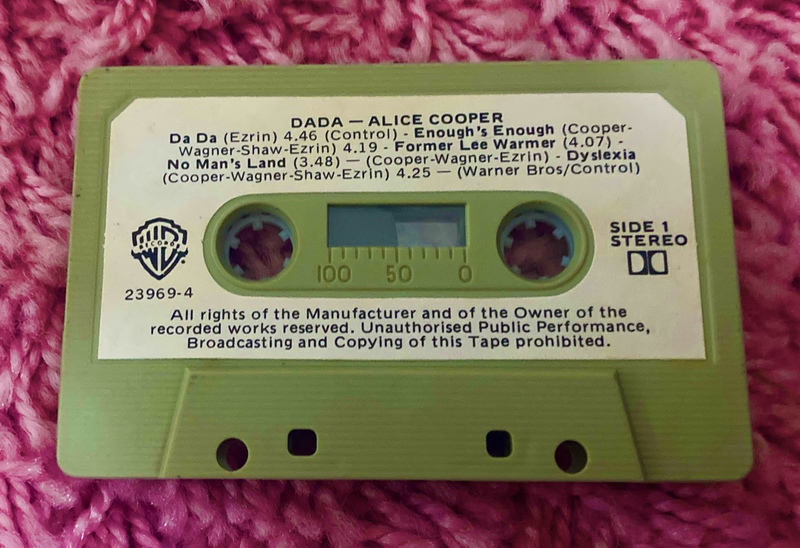 DADA — ALICE COOPER
Da Da (Ezrin) 4.46 (Control) - Enough's Enough (Cooper-
Wagner-Shaw-Ezrin) 4.19 - Former Lee Warmer (4.07) -
No Man's Land (3.48) — (Cooper-Wagner-Ezrin) - Dyslexia
(Cooper-Wagner-Shaw-Ezrin) 4.25 — (Warner Bros/Control)
WB
RECORDS
23969-4
100 50 0
SIDE 1
STEREO
All rights of the Manufacturer and of the Owner of the
recorded works reserved. Unauthorised Public Performance,
Broadcasting and Copying of this Tape prohibited.